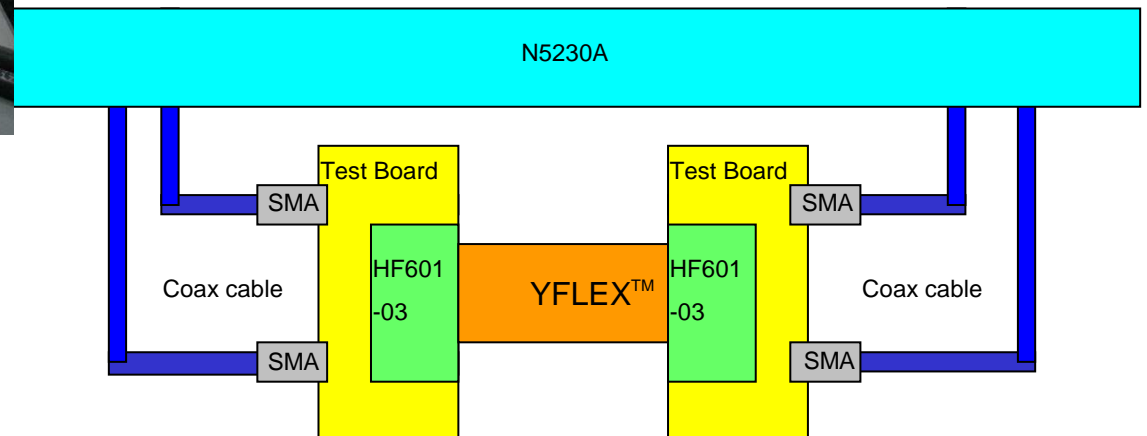 N5230A
Test Board
Test Board
SMA
SMA
HF601
-03
YFLEX™
HF601
-03
Coax cable
Coax cable
SMA
SMA